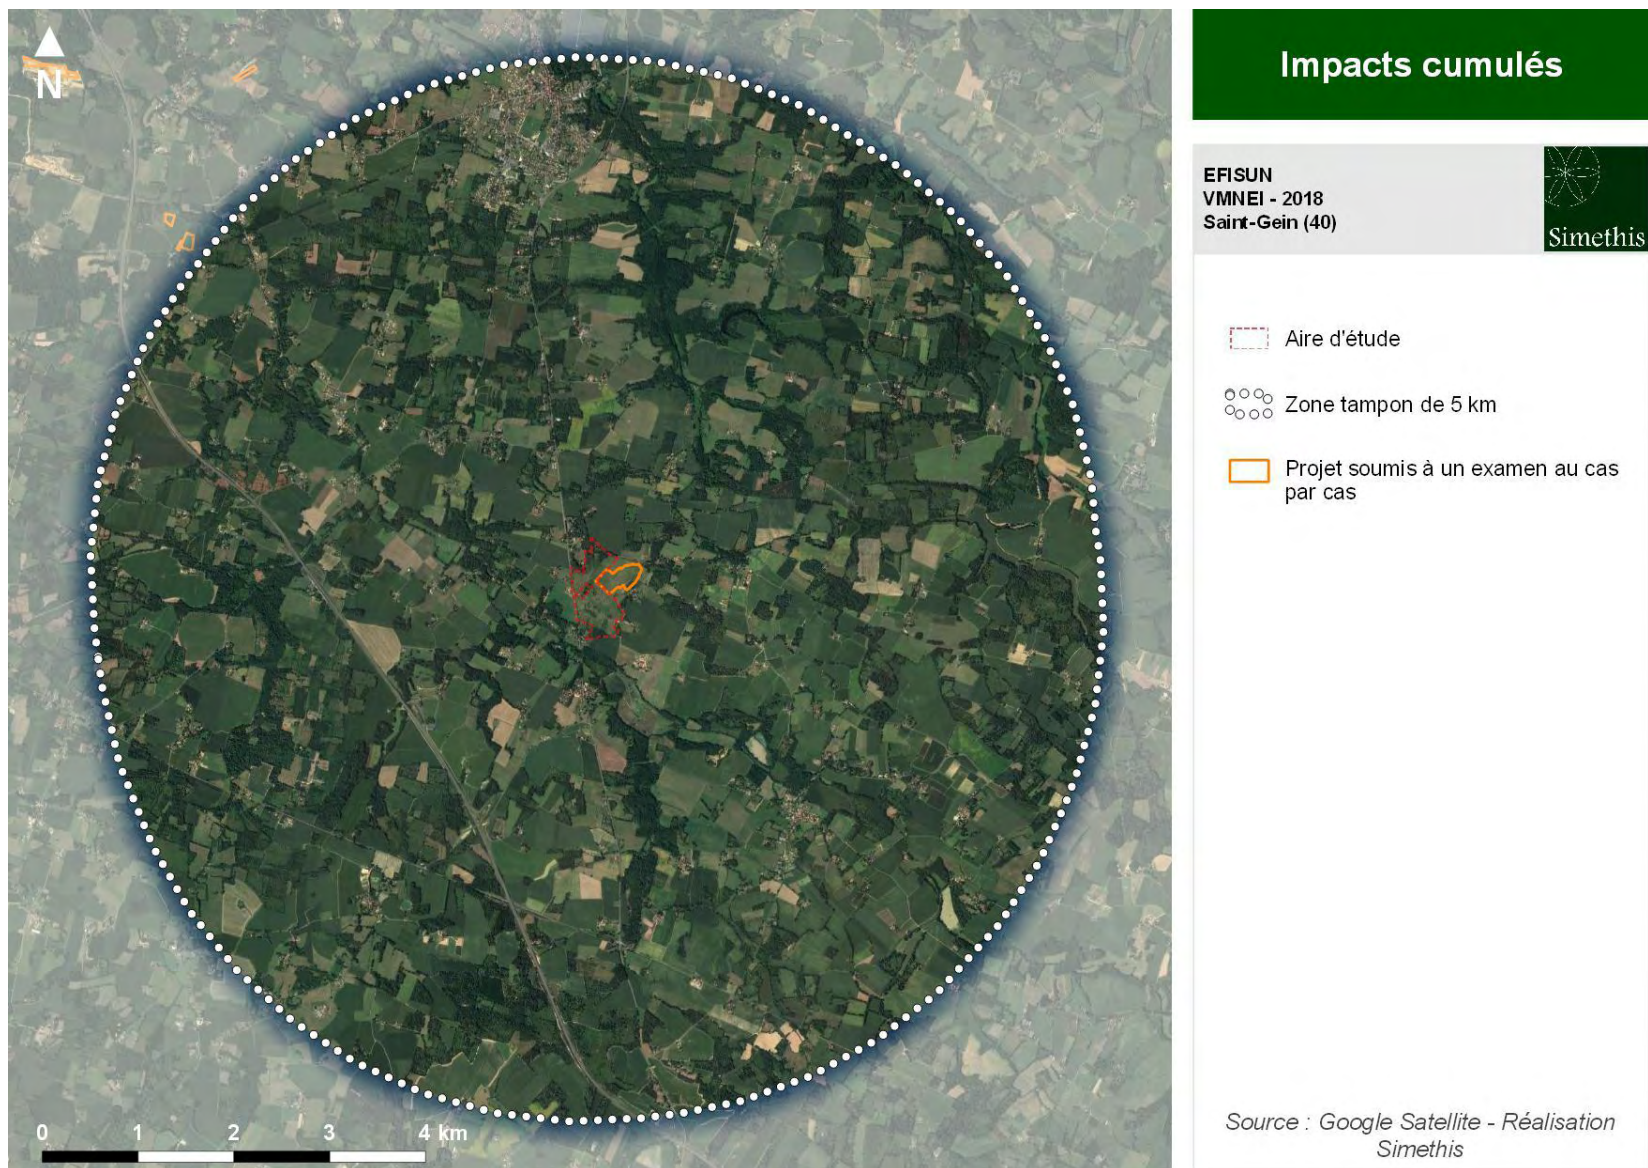 N
0 1 2 3 4 km
Impacts cumulés
EFISUN
VMNEI - 2018
Saint-Gein (40)
Simethis
Aire d'étude
Zone tampon de 5 km
Projet soumis à un examen au cas
par cas
Source : Google Satellite - Réalisation
Simethis